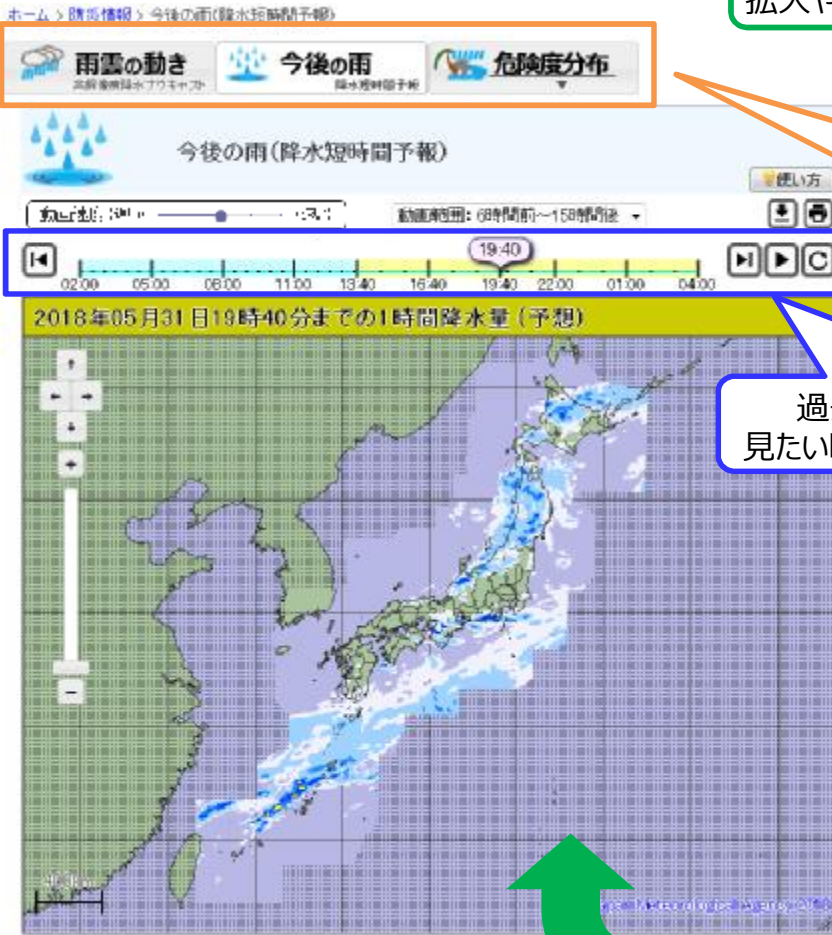 ホーム > 防災情報 > 今後の雨(降水短時間予報)
拡大や
雨雲の動き
高解像度降水ナウキャスト
今後の雨
降水短時間予報
危険度分布
今後の雨(降水短時間予報)
使い方
動画範囲: 6時間前~15時間後
19:40
02:00 05:00 08:00 11:00 13:40 16:40 19:40 22:00 01:00 04:00
2018年05月31日19時40分までの1時間降水量 (予想)
過
見たい
Japan Meteorological Agency